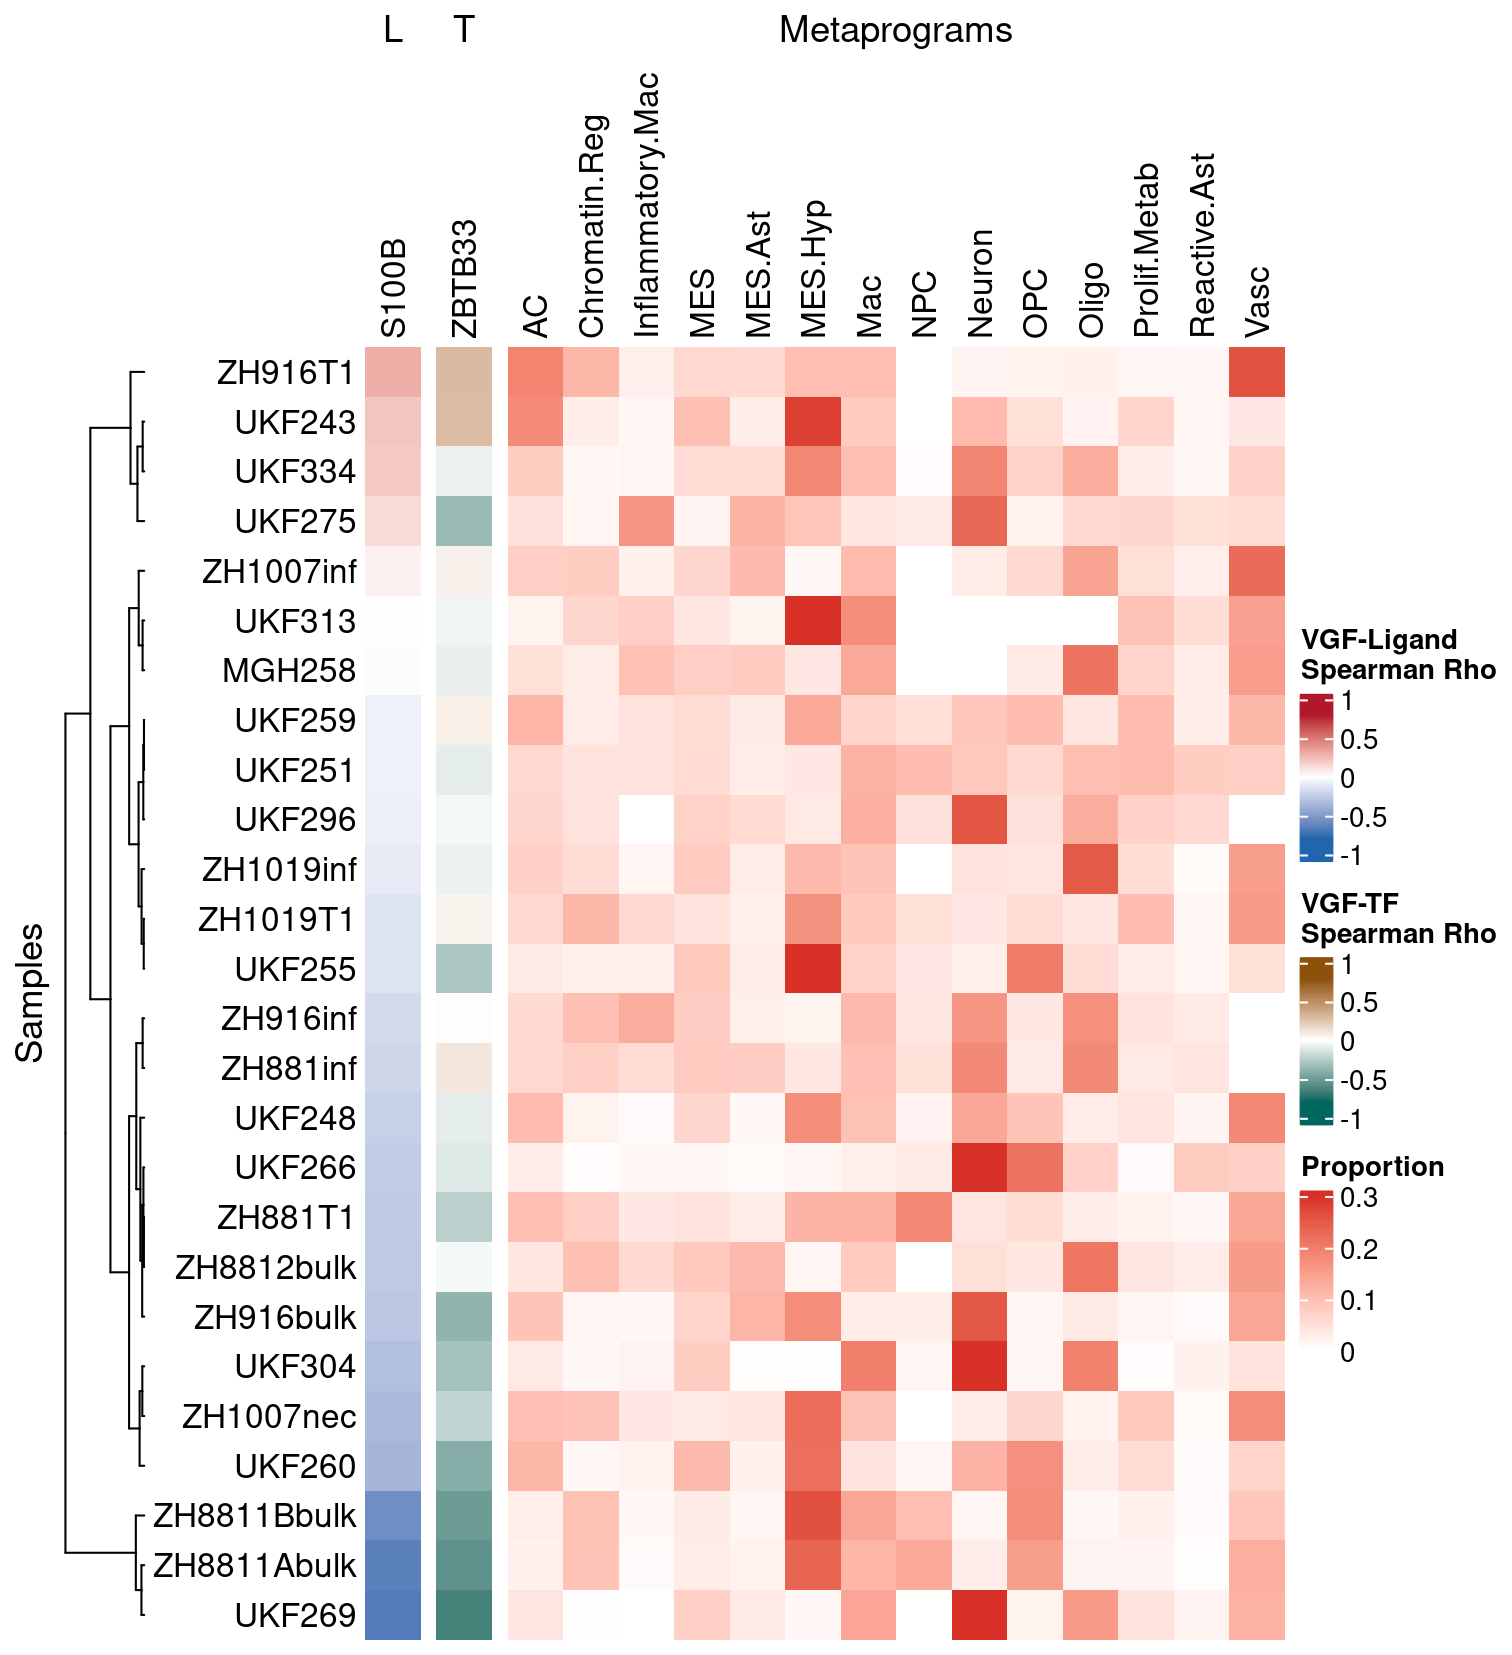 L T Metaprograms
S100B
ZBTB33
AC
Chromatin.Reg
Inflammatory.Mac
MES
MES.Ast
MES.Hyp
Mac
NPC
Neuron
OPC
Oligo
Prolif.Metab
Reactive.Ast
Vasc
Samples
ZH916T1
UKF243
UKF334
UKF275
ZH1007inf
UKF313
MGH258
UKF259
UKF251
UKF296
ZH1019inf
ZH1019T1
UKF255
ZH916inf
ZH881inf
UKF248
UKF266
ZH881T1
ZH8812bulk
ZH916bulk
UKF304
ZH1007nec
UKF260
ZH8811Bbulk
ZH8811Abulk
UKF269
VGF-Ligand
Spearman Rho
1
0.5
0
-0.5
-1
VGF-TF
Spearman Rho
1
0.5
0
-0.5
-1
Proportion
0.3
0.2
0.1
0